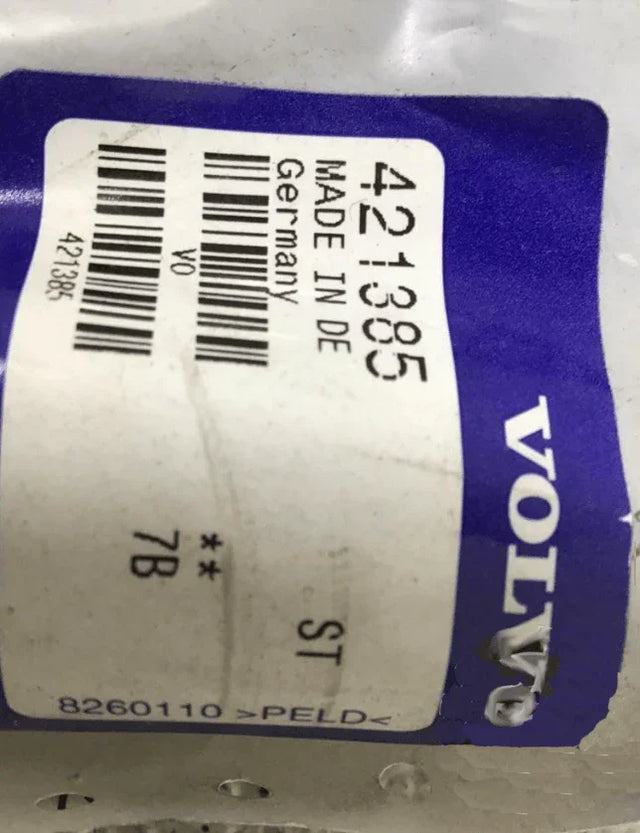 VOLVO
421385
MADE IN DE
Germany
VO
421385
ST
**
7B
8260110 >PELD<